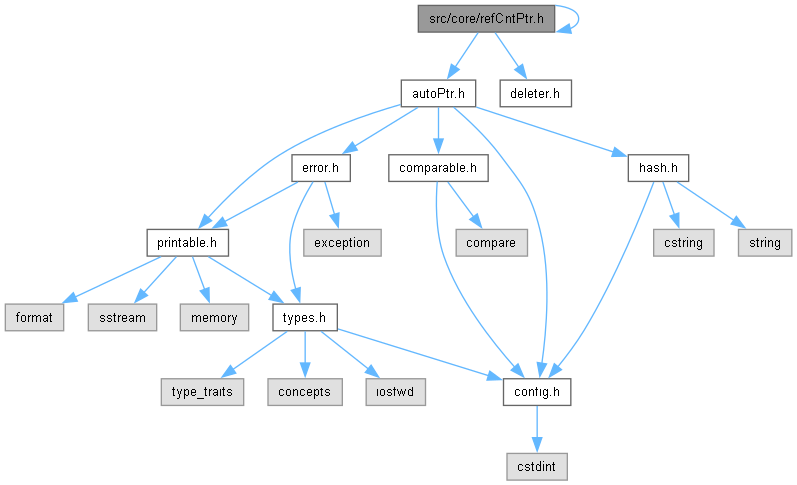 src/core/refCntPtr.h
autoPtr.h
deleter.h
error.h
comparable.h
hash.h
printable.h
exception
compare
cstring
string
format
sstream
memory
types.h
type_traits
concepts
iosfwd
config.h
cstdint